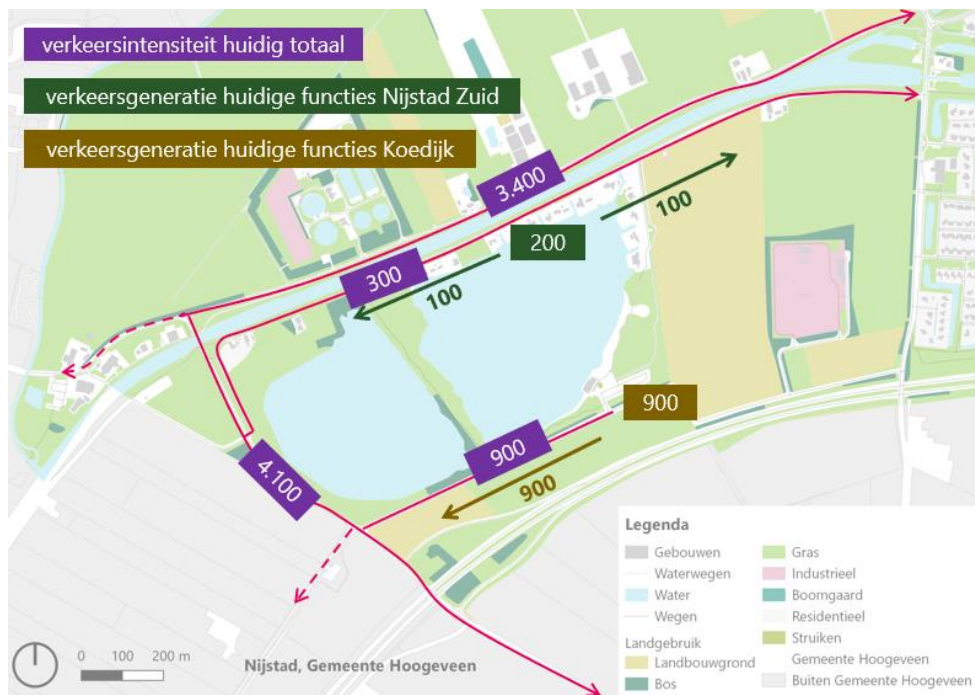 verkeersintensiteit huidig totaal
verkeersgeneratie huidige functies Nijstad Zuid
verkeersgeneratie huidige functies Koedijk
3.400
100
200
300
100
900
900
4.100
900
Legenda
Gebouwen
Waterwegen
Water
Wegen
Landgebruik
Landbouwgrond
Bos
Gras
Industrieel
Boomgaard
Residentieel
Struiken
Gemeente Hoogeveen
Buiten Gemeente Hoogeveen
0 100 200 m
Nijstad, Gemeente Hoogeveen